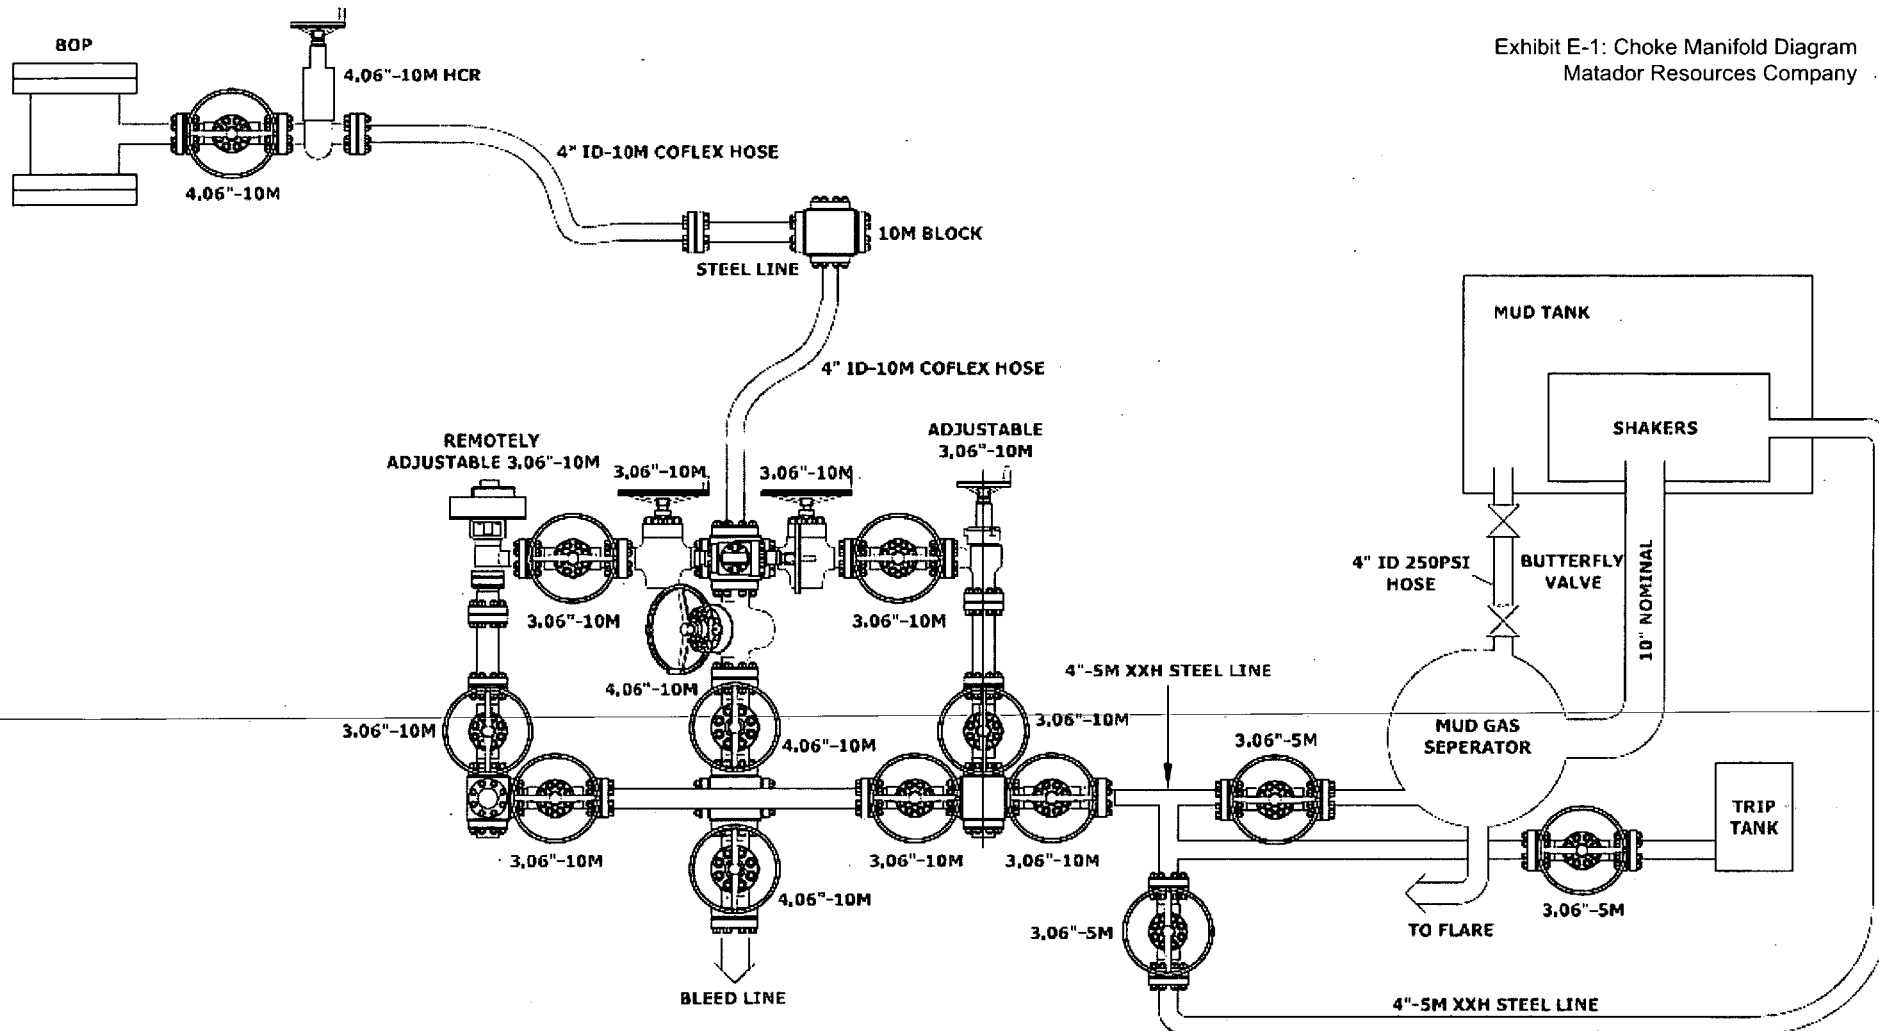 Exhibit E-1: Choke Manifold Diagram
Matador Resources Company
BOP
4.06"-10M HCR
4.06"-10M
4" ID-10M COFLEX HOSE
10M BLOCK
STEEL LINE
4" ID-10M COFLEX HOSE
MUD TANK
SHAKERS
REMOTELY
ADJUSTABLE 3.06"-10M
3.06"-10M
3.06"-10M
ADJUSTABLE
3.06"-10M
3.06"-10M
3.06"-10M
4" ID 250PSI
HOSE
BUTTERFLY
VALVE
10" NOMINAL
4.06"-10M
4"-5M XXH STEEL LINE
3.06"-10M
4.06"-10M
3.06"-10M
3.06"-5M
MUD GAS
SEPERATOR
TRIP
TANK
3.06"-10M
4.06"-10M
3.06"-10M
3.06"-10M
3.06"-5M
3.06"-5M
TO FLARE
BLEED LINE
4"-5M XXH STEEL LINE